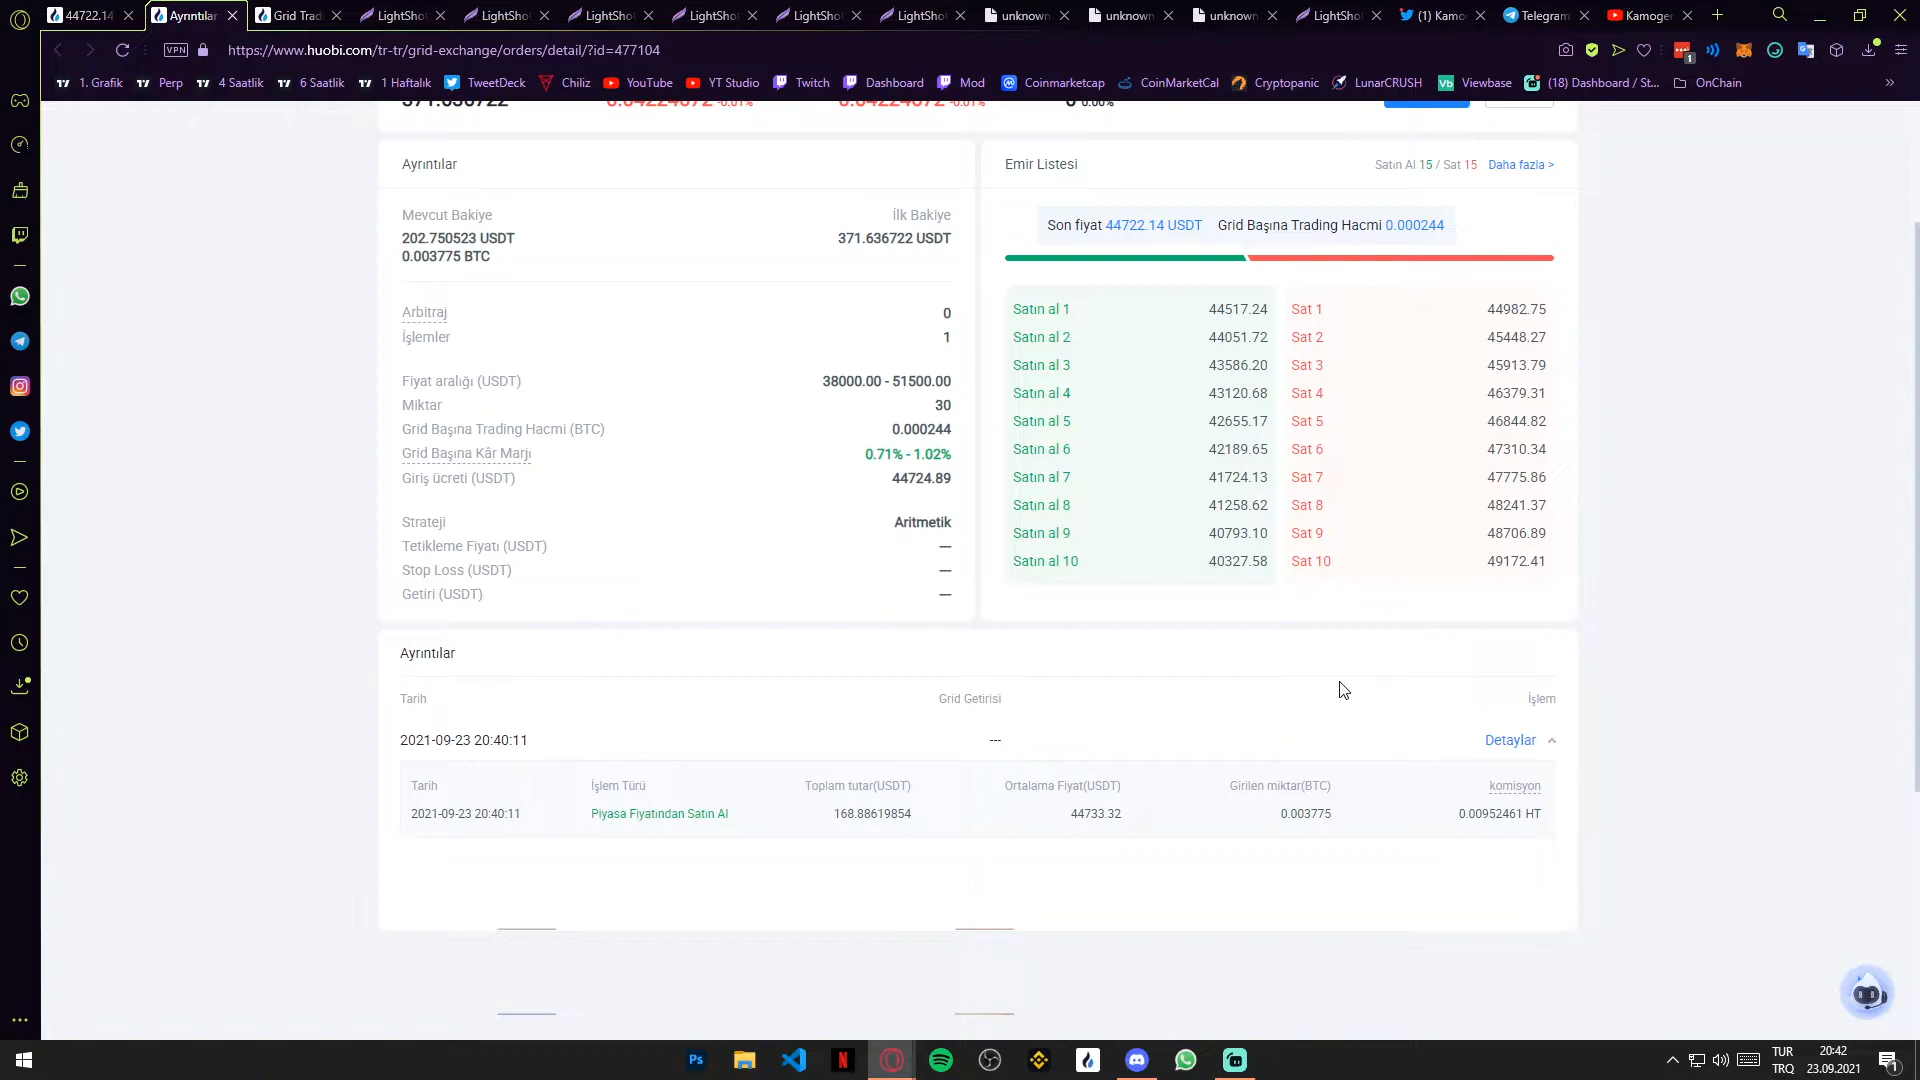 44722.14
Ayrıntılar
Grid Trad
LightShot
LightShot
LightShot
LightShot
LightShot
LightShot
unknown
unknown
unknown
LightShot
(1) Kamo
Telegram
Kamoger
VPN
https://www.huobi.com/tr-tr/grid-exchange/orders/detail/?id=477104
1
1. Grafik
Perp
4 Saatlik
6 Saatlik
1 Haftalık
TweetDeck
Chiliz
YouTube
YT Studio
Twitch
Dashboard
Mod
Coinmarketcap
CoinMarketCal
Cryptopanic
LunarCRUSH
Vb Viewbase
(18) Dashboard / St...
OnChain
»
371.636722
-0.01%
-0.01%
0 0.00%
Ayrıntılar
Mevcut Bakiye İlk Bakiye
202.750523 USDT 371.636722 USDT
0.003775 BTC
Arbitraj 0
İşlemler 1
Fiyat aralığı (USDT) 38000.00 - 51500.00
Miktar 30
Grid Başına Trading Hacmi (BTC) 0.000244
Grid Başına Kâr Marjı 0.71% - 1.02%
Giriş ücreti (USDT) 44724.89
Strateji Aritmetik
Tetikleme Fiyatı (USDT) ---
Stop Loss (USDT) ---
Getiri (USDT) ---
Emir Listesi Satın Al 15 / Sat 15 Daha fazla >
Son fiyat 44722.14 USDT Grid Başına Trading Hacmi 0.000244
Satın al 1 44517.24 Sat 1 44982.75
Satın al 2 44051.72 Sat 2 45448.27
Satın al 3 43586.20 Sat 3 45913.79
Satın al 4 43120.68 Sat 4 46379.31
Satın al 5 42655.17 Sat 5 46844.82
Satın al 6 42189.65 Sat 6 47310.34
Satın al 7 41724.13 Sat 7 47775.86
Satın al 8 41258.62 Sat 8 48241.37
Satın al 9 40793.10 Sat 9 48706.89
Satın al 10 40327.58 Sat 10 49172.41
Ayrıntılar
Tarih Grid Getirisi İşlem
2021-09-23 20:40:11 --- Detaylar
Tarih İşlem Türü Toplam tutar(USDT) Ortalama Fiyat(USDT) Girilen miktar(BTC) komisyon
2021-09-23 20:40:11 Piyasa Fiyatından Satın Al 168.88619854 44733.32 0.003775 0.00952461 HT
Ps
TUR
TRQ
20:42
23.09.2021
1